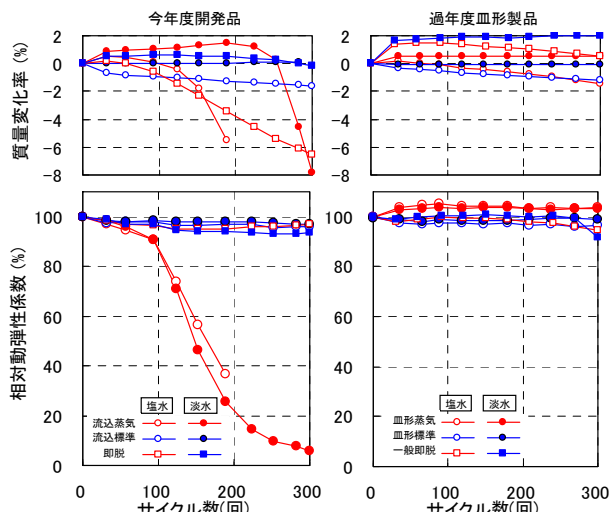 今年度開発品
過年度皿形製品
質量変化率 (%)
2
0
-2
-4
-6
-8
2
0
-2
-4
-6
-8
相対動弾性係数 (%)
100
80
60
40
20
0
100
80
60
40
20
0
塩水 淡水
流込蒸気
流込標準
即脱
塩水 淡水
皿形蒸気
皿形標準
一般即脱
0 100 200 300
0 100 200 300
サイクル数(回)
サイクル数(回)